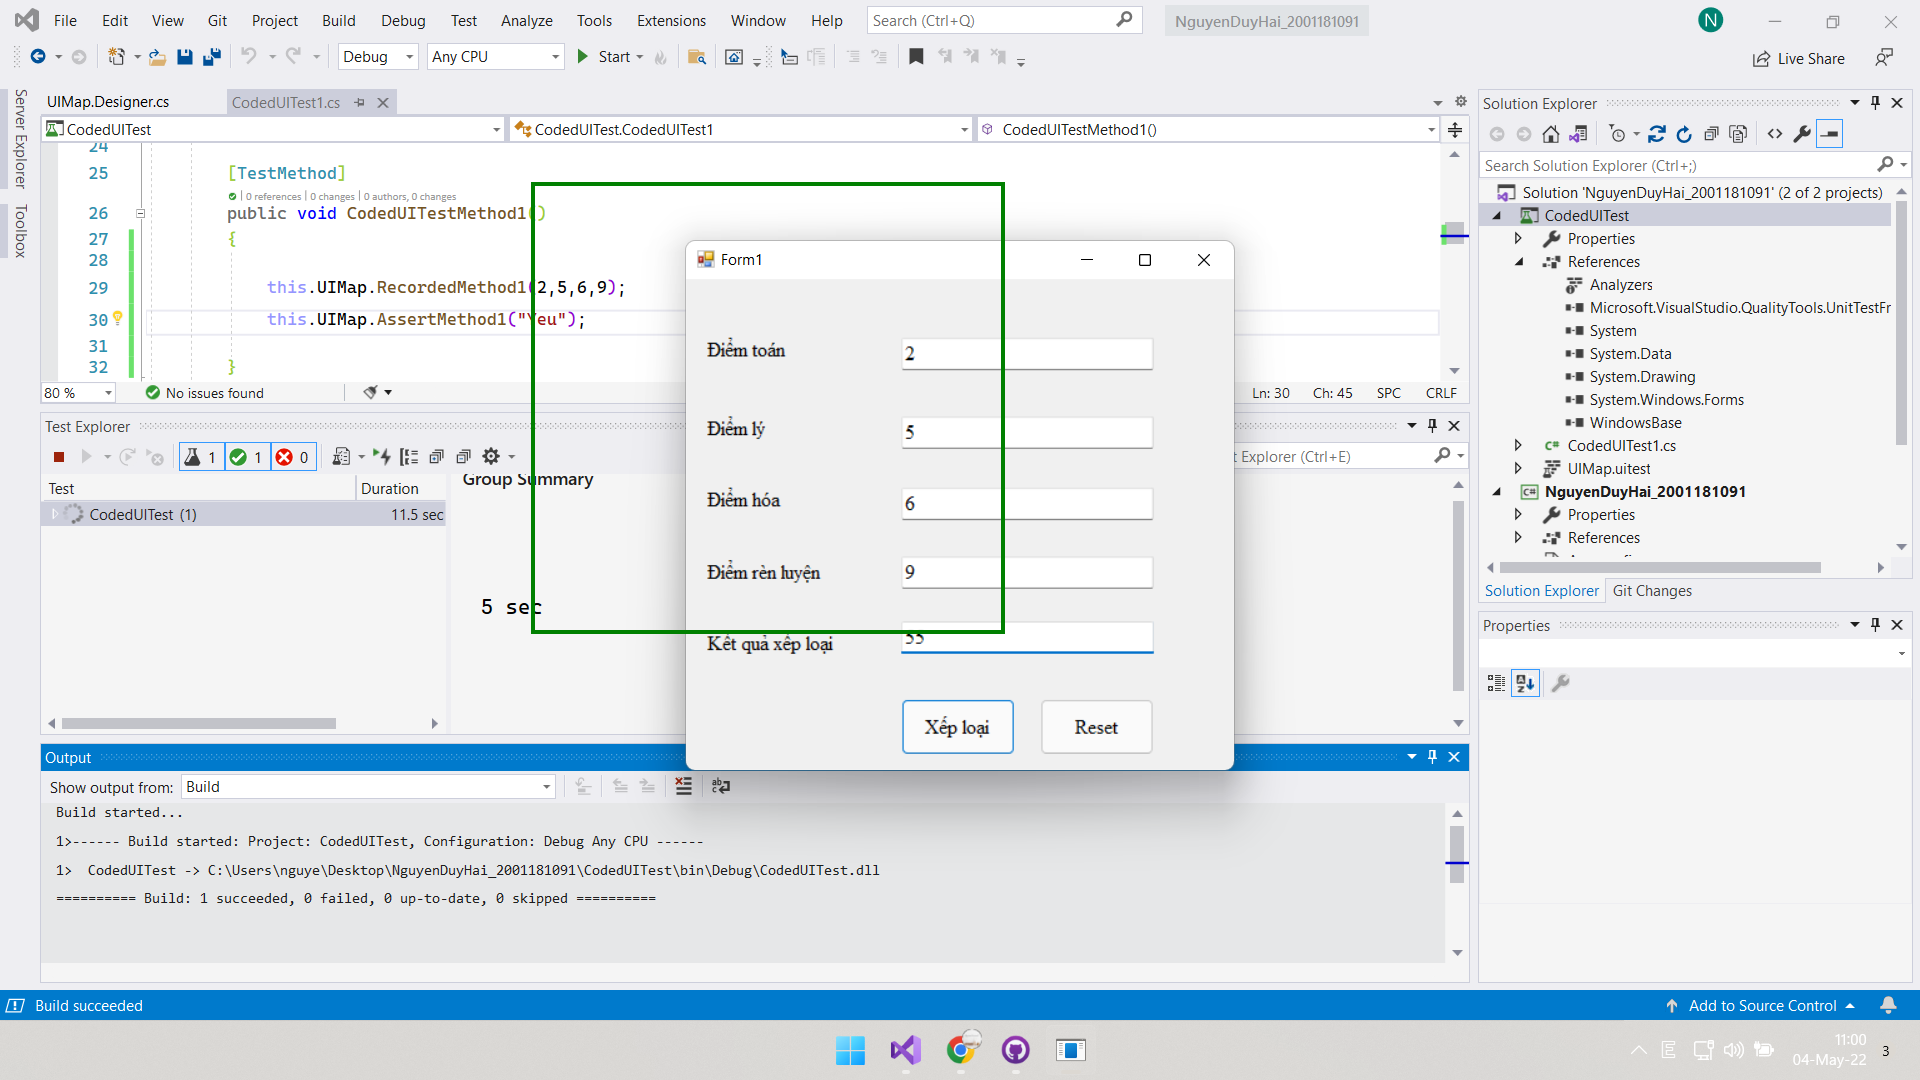 File Edit View Git Project Build Debug Test Analyze Tools Extensions Window Help Search (Ctrl+Q) NguyenDuyHai_2001181091 N
Debug Any CPU Start Live Share
Server Explorer
Toolbox
UIMap.Designer.cs CodedUITest1.cs
CodedUITest CodedUITest.CodedUITest1 CodedUITestMethod1()
24
25 [TestMethod]
0 references | 0 changes | 0 authors, 0 changes
26 public void CodedUITestMethod1()
27 {
28
29 this.UIMap.RecordedMethod1(2,5,6,9);
30 this.UIMap.AssertMethod1("Yeu");
31
32 }
80 % No issues found Ln: 30 Ch: 45 SPC CRLF
Test Explorer
1 1 0 t Explorer (Ctrl+E)
Test Duration Group Summary
CodedUITest (1) 11.5 sec
5 sec
Form1
Điểm toán 2
Điểm lý 5
Điểm hóa 6
Điểm rèn luyện 9
Kết quả xếp loại 55
Xếp loại Reset
Output
Show output from: Build
Build started...
1>------ Build started: Project: CodedUITest, Configuration: Debug Any CPU ------
1> CodedUITest -> C:\Users\nguye\Desktop\NguyenDuyHai_2001181091\CodedUITest\bin\Debug\CodedUITest.dll
========== Build: 1 succeeded, 0 failed, 0 up-to-date, 0 skipped ==========
Solution Explorer
Search Solution Explorer (Ctrl+;)
Solution 'NguyenDuyHai_2001181091' (2 of 2 projects)
CodedUITest
Properties
References
Analyzers
Microsoft.VisualStudio.QualityTools.UnitTestFr
System
System.Data
System.Drawing
System.Windows.Forms
WindowsBase
C# CodedUITest1.cs
UIMap.uitest
C# NguyenDuyHai_2001181091
Properties
References
Solution Explorer Git Changes
Properties
Build succeeded Add to Source Control
11:00
04-May-22 3